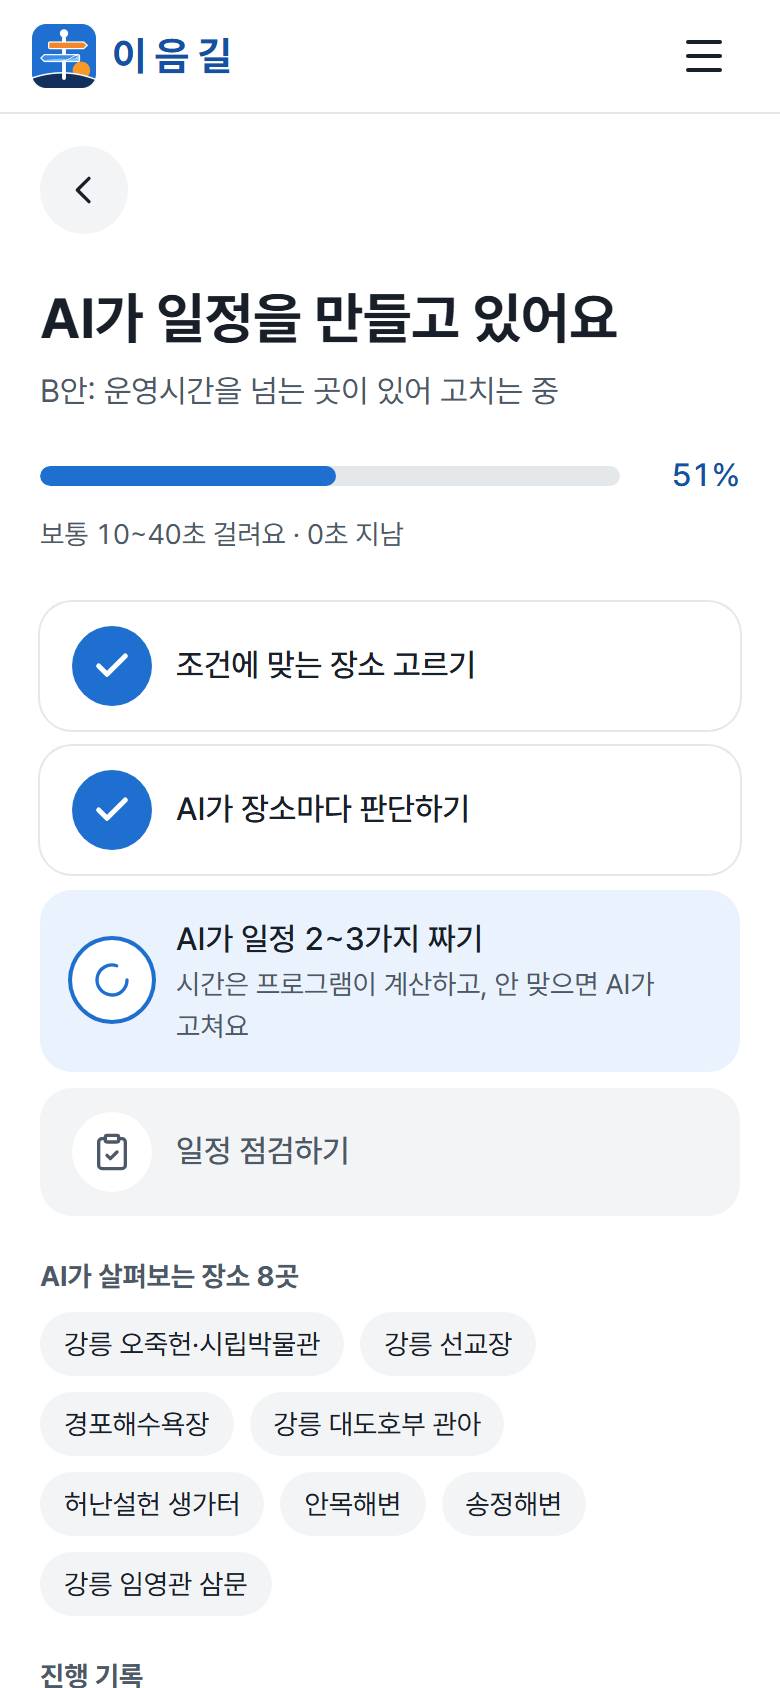 이음길
AI가 일정을 만들고 있어요
B안: 운영시간을 넘는 곳이 있어 고치는 중
51%
보통 10~40초 걸려요 · 0초 지남
조건에 맞는 장소 고르기
AI가 장소마다 판단하기
AI가 일정 2~3가지 짜기
시간은 프로그램이 계산하고, 안 맞으면 AI가
고쳐요
일정 점검하기
AI가 살펴보는 장소 8곳
강릉 오죽헌·시립박물관
강릉 선교장
경포해수욕장
강릉 대도호부 관아
허난설헌 생가터
안목해변
송정해변
강릉 임영관 삼문
진행 기록